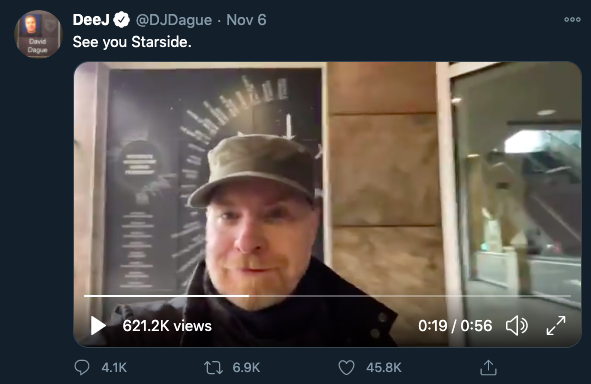 DeeJ @DJDague · Nov 6
See you Starside.
David
Dague
621.2K views
0:19 / 0:56
4.1K
6.9K
45.8K